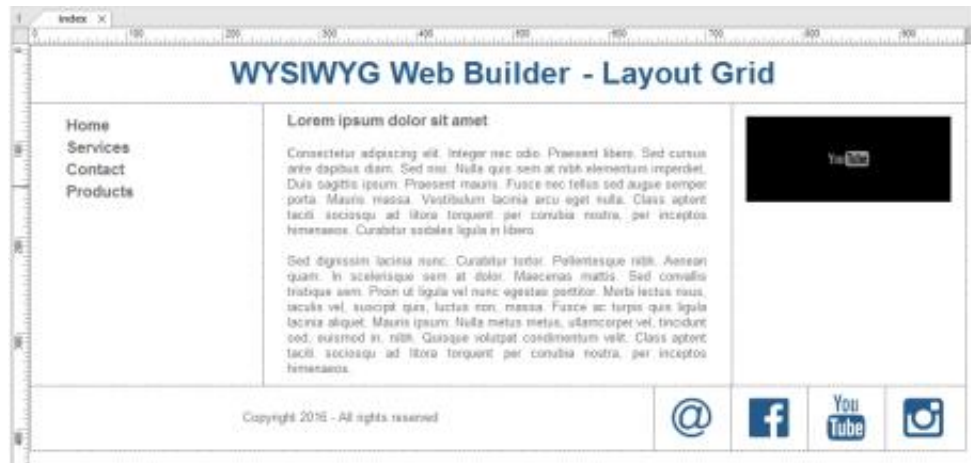 index
WYSIWYG Web Builder - Layout Grid
Home
Services
Contact
Products
Lorem ipsum dolor sit amet
Consectetur adipiscing elit. Integer nec odio. Praesent libero. Sed cursus
ante dapibus diam. Sed nisi. Nulla quis sem at nibh elementum imperdiet.
Duis sagittis ipsum. Praesent mauris. Fusce nec tellus sed augue semper
porta. Mauris massa. Vestibulum lacinia arcu eget nulla. Class aptent
taciti sociosqu ad litora torquent per conubia nostra, per inceptos
himenaeos. Curabitur sodales ligula in libero.
Sed dignissim lacinia nunc. Curabitur tortor. Pellentesque nibh. Aenean
quam. In scelerisque sem at dolor. Maecenas mattis. Sed convallis
tristique sem. Proin ut ligula vel nunc egestas porttitor. Morbi lectus risus,
iaculis vel, suscipit quis, luctus non, massa. Fusce ac turpis quis ligula
lacinia aliquet. Mauris ipsum. Nulla metus metus, ullamcorper vel, tincidunt
sed, euismod in, nibh. Quisque volutpat condimentum velit. Class aptent
taciti sociosqu ad litora torquent per conubia nostra, per inceptos
himenaeos.
YouTube
Copyright 2016 - All rights reserved
@
f
You
Tube